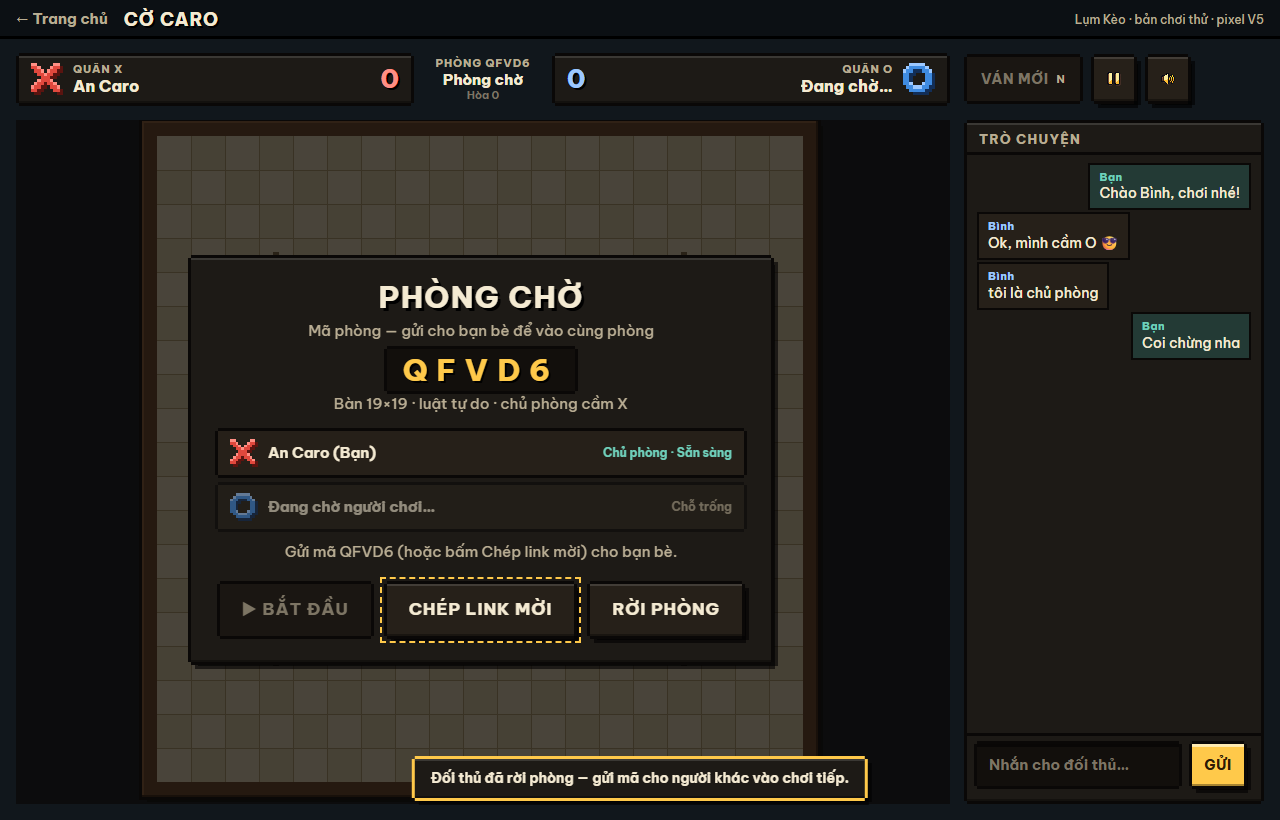 ← Trang chủ CỜ CARO
Lụm Kèo · bản chơi thử · pixel V5
QUÂN X
An Caro
0
PHÒNG QFVD6
Phòng chờ
Hòa 0
0
QUÂN O
Đang chờ...
VÁN MỚI N
TRÒ CHUYỆN
Bạn
Chào Bình, chơi nhé!
Bình
Ok, mình cầm O 😎
Bình
tôi là chủ phòng
Bạn
Coi chừng nha
PHÒNG CHỜ
Mã phòng — gửi cho bạn bè để vào cùng phòng
QFVD6
Bàn 19×19 · luật tự do · chủ phòng cầm X
An Caro (Bạn)
Chủ phòng · Sẵn sàng
Đang chờ người chơi...
Chỗ trống
Gửi mã QFVD6 (hoặc bấm Chép link mời) cho bạn bè.
▶ BẮT ĐẦU
CHÉP LINK MỜI
RỜI PHÒNG
Đối thủ đã rời phòng — gửi mã cho người khác vào chơi tiếp.
Nhắn cho đối thủ...
GỬI